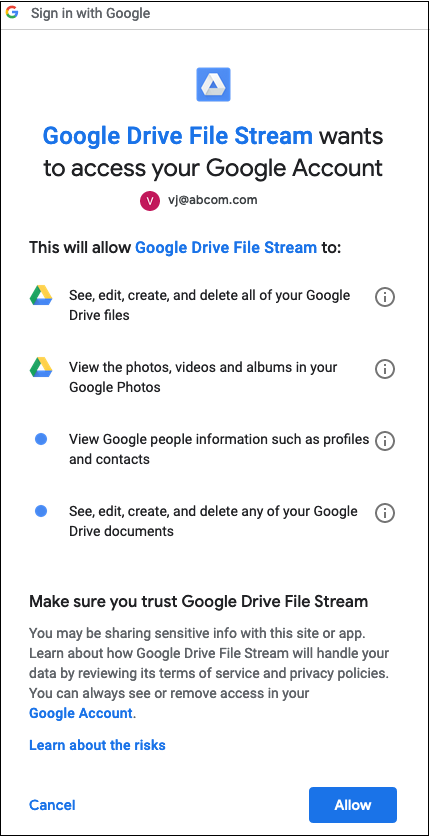 Sign in with Google
Google Drive File Stream wants
to access your Google Account
V vj@abcom.com
This will allow Google Drive File Stream to:
See, edit, create, and delete all of your Google
Drive files
View the photos, videos and albums in your
Google Photos
View Google people information such as profiles
and contacts
See, edit, create, and delete any of your Google
Drive documents
Make sure you trust Google Drive File Stream
You may be sharing sensitive info with this site or app.
Learn about how Google Drive File Stream will handle your
data by reviewing its terms of service and privacy policies.
You can always see or remove access in your
Google Account.
Learn about the risks
Cancel Allow